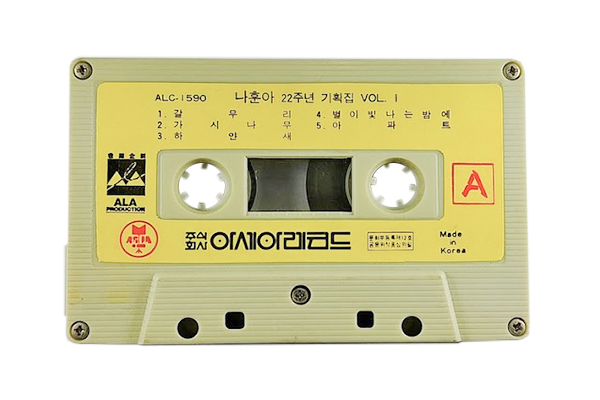 ALC-1590 나훈아 22주년 기획집 VOL. 1
1. 갈 무 리 4. 별이빛나는밤에
2. 가 시 나 무 5. 아 파 트
3. 하 얀 새
ALA
PRODUCTION
A
ASIA
주식
회사 아세아레코드
Made
in
Korea